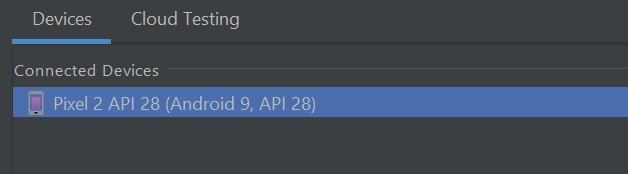 Devices
Cloud Testing
Connected Devices
Pixel 2 API 28 (Android 9, API 28)